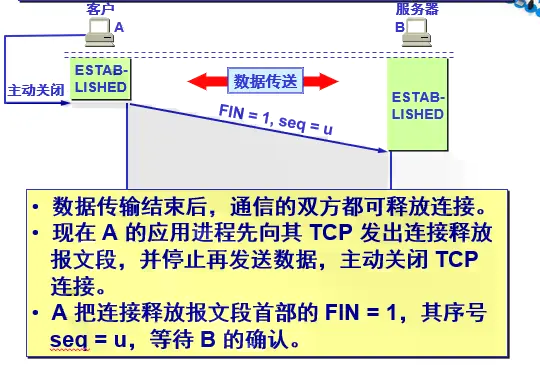 客户
服务器
A
B
ESTAB-
LISHED
主动关闭
数据传送
ESTAB-
LISHED
FIN = 1, seq = u
• 数据传输结束后，通信的双方都可释放连接。
• 现在 A 的应用进程先向其 TCP 发出连接释放
报文段，并停止再发送数据，主动关闭 TCP
连接。
• A 把连接释放报文段首部的 FIN = 1，其序号
seq = u，等待 B 的确认。